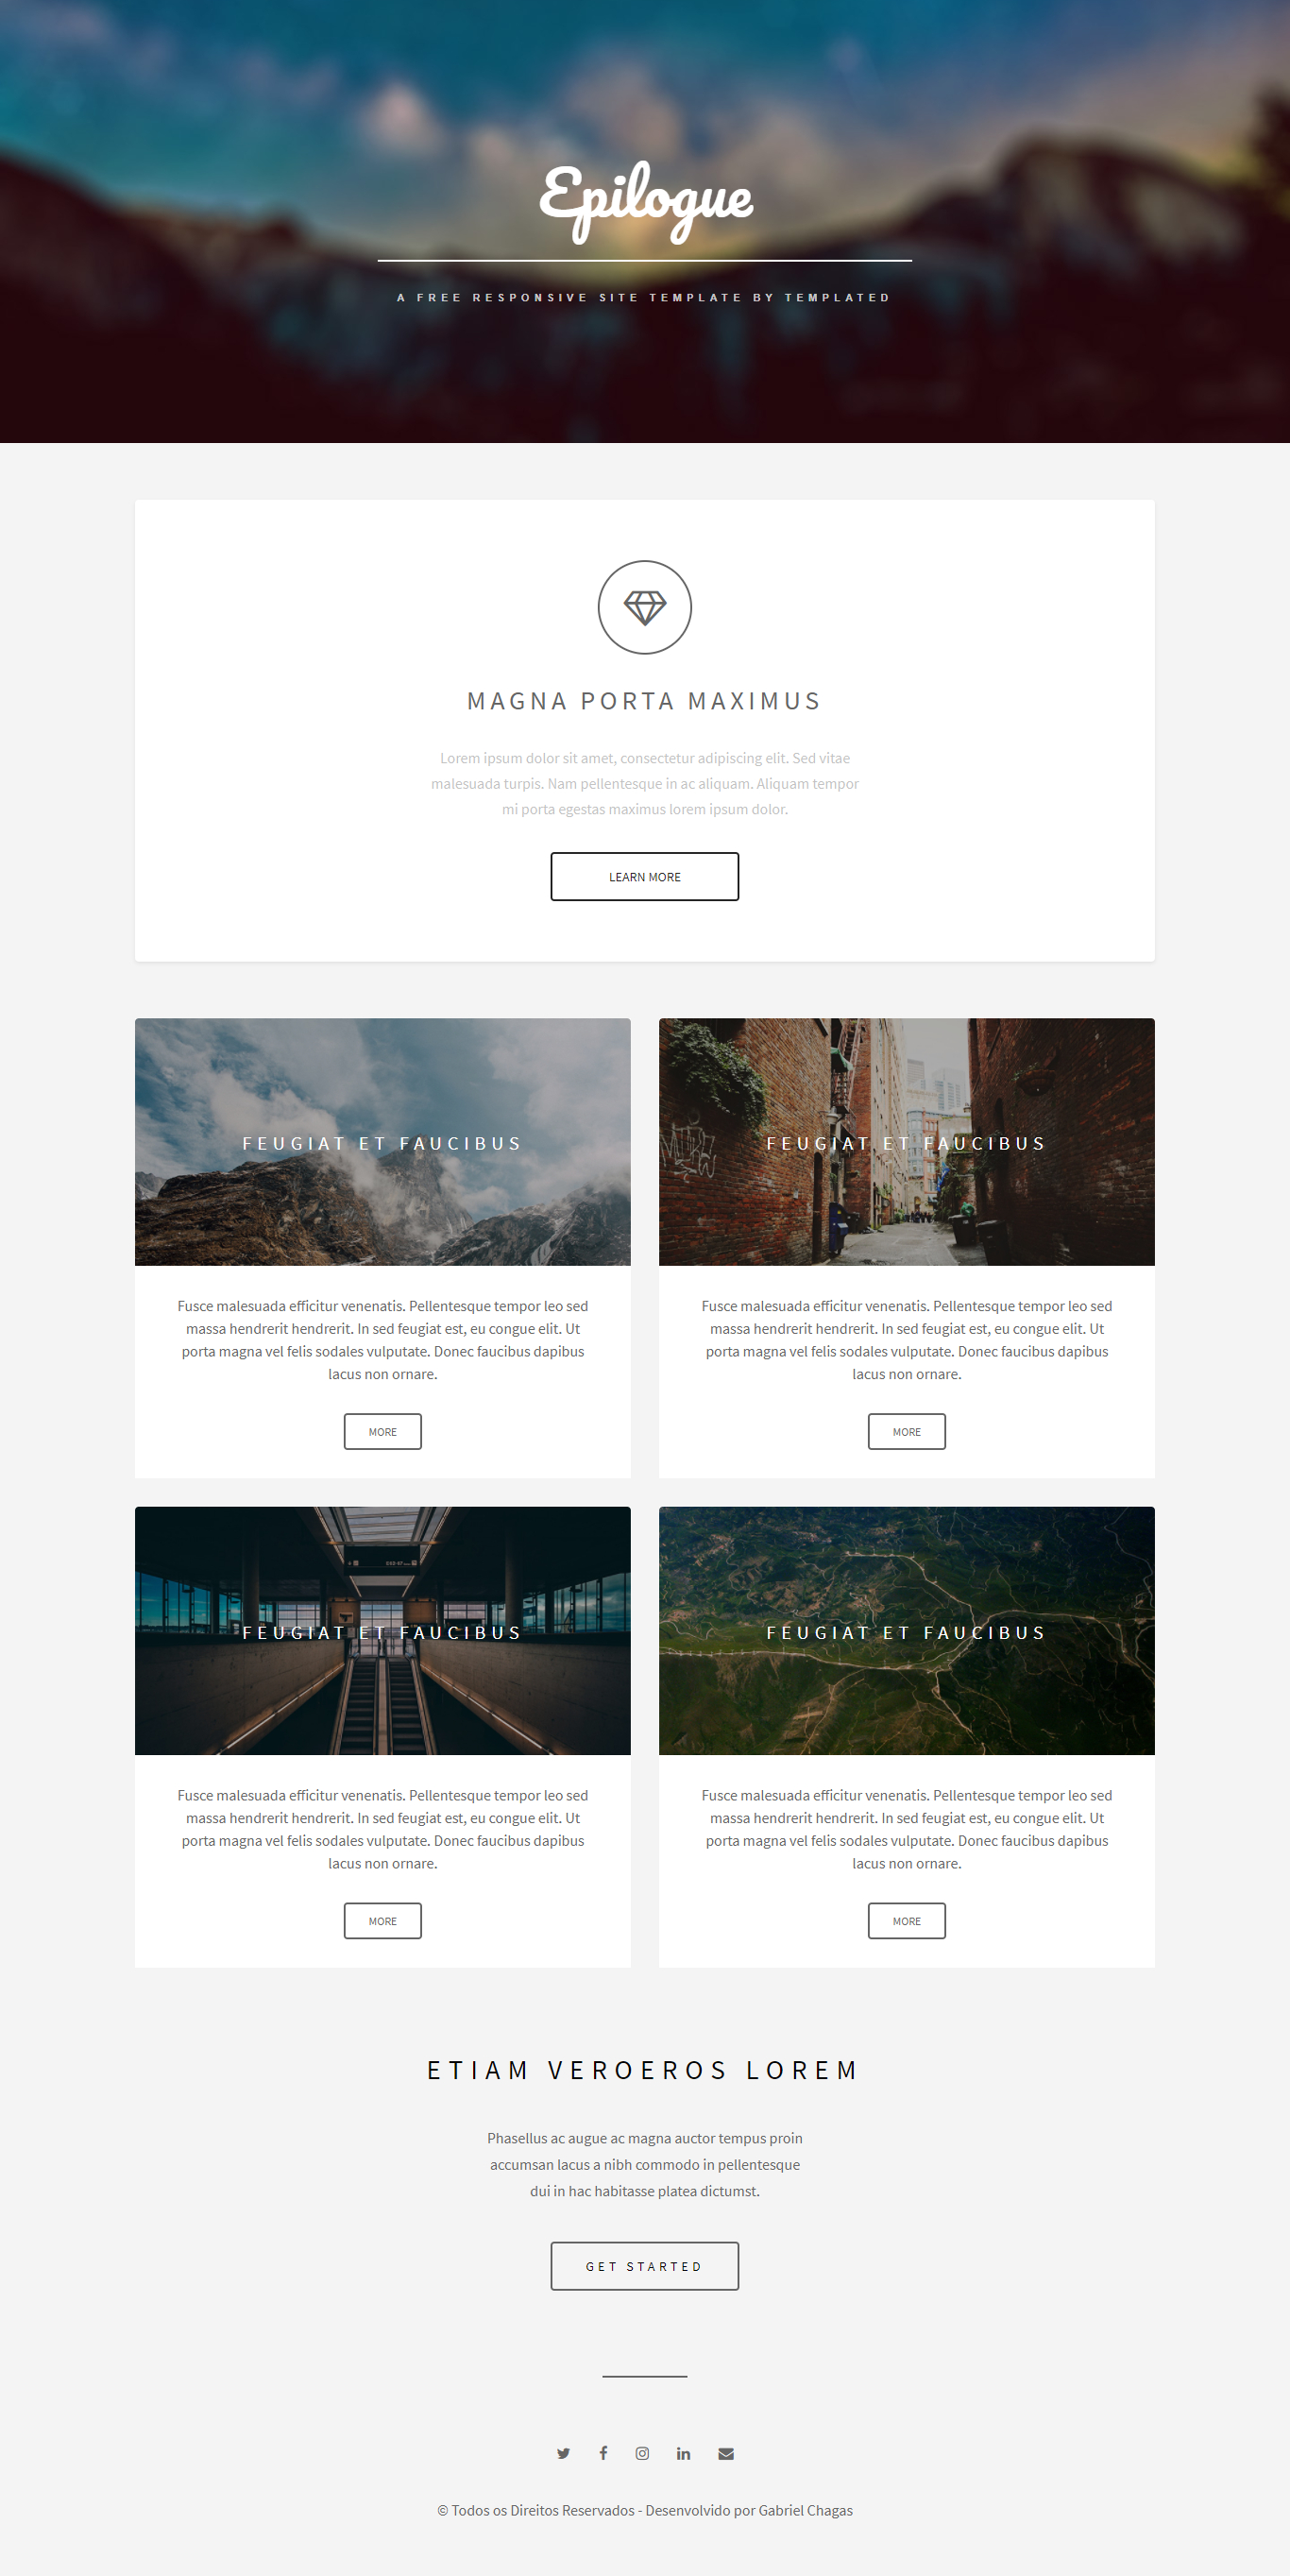 Epilogue
A FREE RESPONSIVE SITE TEMPLATE BY TEMPLATED
MAGNA PORTA MAXIMUS
Lorem ipsum dolor sit amet, consectetur adipiscing elit. Sed vitae
malesuada turpis. Nam pellentesque in ac aliquam. Aliquam tempor
mi porta egestas maximus lorem ipsum dolor.
LEARN MORE
FEUGIAT ET FAUCIBUS
Fusce malesuada efficitur venenatis. Pellentesque tempor leo sed
massa hendrerit hendrerit. In sed feugiat est, eu congue elit. Ut
porta magna vel felis sodales vulputate. Donec faucibus dapibus
lacus non ornare.
MORE
FEUGIAT ET FAUCIBUS
Fusce malesuada efficitur venenatis. Pellentesque tempor leo sed
massa hendrerit hendrerit. In sed feugiat est, eu congue elit. Ut
porta magna vel felis sodales vulputate. Donec faucibus dapibus
lacus non ornare.
MORE
FEUGIAT ET FAUCIBUS
Fusce malesuada efficitur venenatis. Pellentesque tempor leo sed
massa hendrerit hendrerit. In sed feugiat est, eu congue elit. Ut
porta magna vel felis sodales vulputate. Donec faucibus dapibus
lacus non ornare.
MORE
FEUGIAT ET FAUCIBUS
Fusce malesuada efficitur venenatis. Pellentesque tempor leo sed
massa hendrerit hendrerit. In sed feugiat est, eu congue elit. Ut
porta magna vel felis sodales vulputate. Donec faucibus dapibus
lacus non ornare.
MORE
ETIAM VEROEROS LOREM
Phasellus ac augue ac magna auctor tempus proin
accumsan lacus a nibh commodo in pellentesque
dui in hac habitasse platea dictumst.
GET STARTED
© Todos os Direitos Reservados - Desenvolvido por Gabriel Chagas